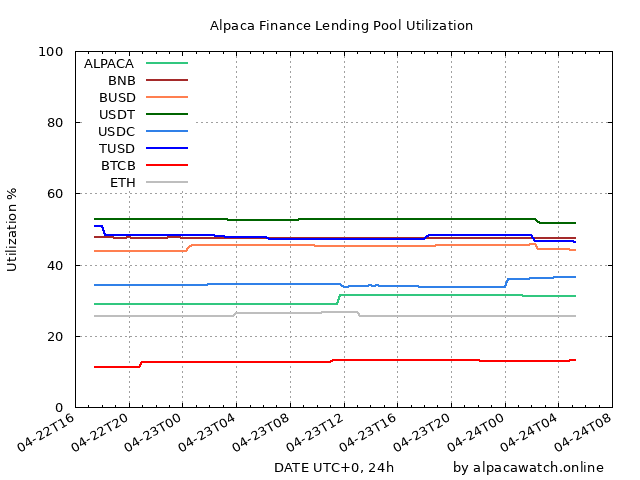 Alpaca Finance Lending Pool Utilization
100
80
60
40
20
0
Utilization %
ALPACA
BNB
BUSD
USDT
USDC
TUSD
BTCB
ETH
04-22T16
04-22T20
04-23T00
04-23T04
04-23T08
04-23T12
04-23T16
04-23T20
04-24T00
04-24T04
04-24T08
DATE UTC+0, 24h
by alpacawatch.online